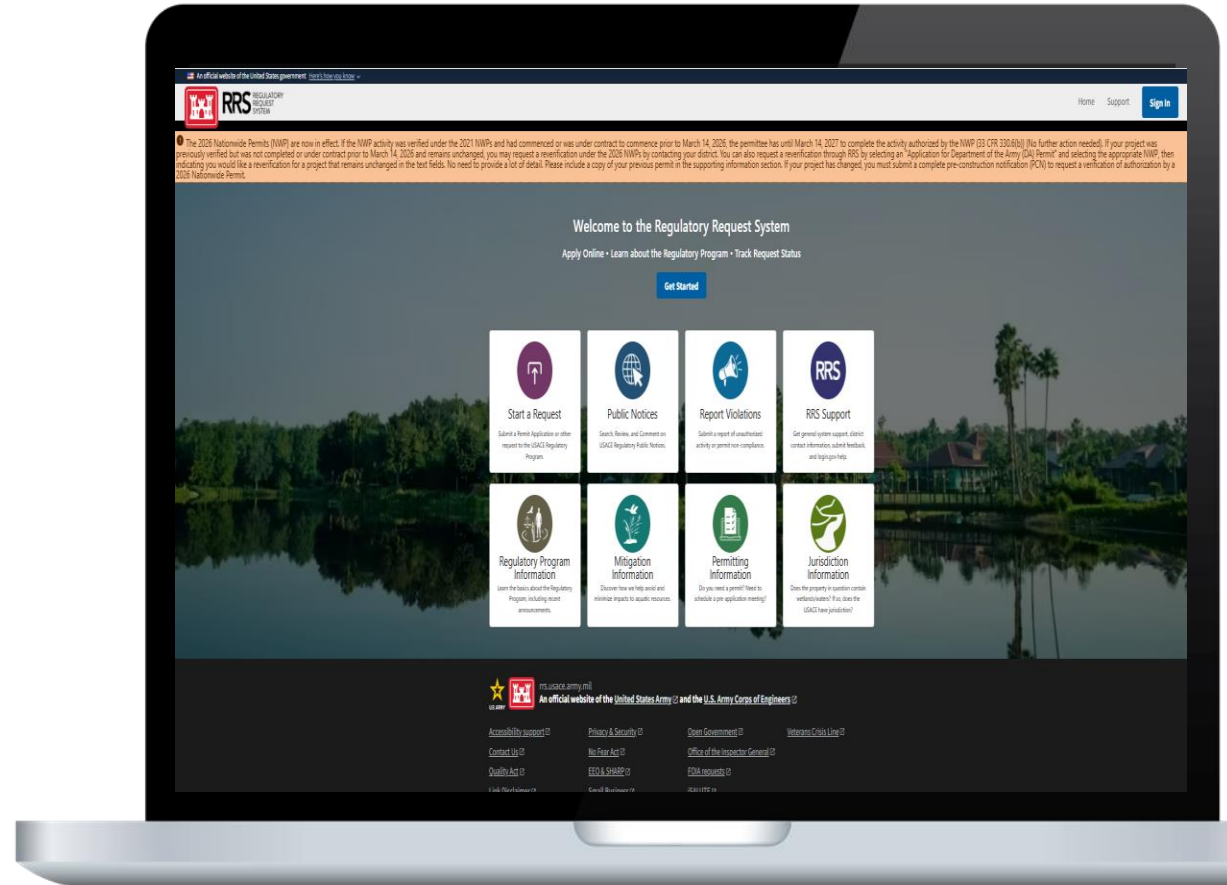 An official website of the United States government Here's how you know
RRS REGULATORY
REQUEST
SYSTEM
Home Support Sign In
The 2026 Nationwide Permits (NWP) are now in effect. If the NWP activity was verified under the 2021 NWPs and had commenced or was under contract to commence prior to March 14, 2026, the permittee has until March 14, 2027 to complete the activity authorized by the NWP (33 CFR 330.6(b)) (No further action needed). If your project was
previously verified but was not completed or under contract prior to March 14, 2026 and remains unchanged, you may request a reverification under the 2026 NWPs by contacting your district. You can also request a reverification through RRS by selecting an "Application for Department of the Army (DA) Permit" and selecting the appropriate NWP, then
indicating you would like a reverification for a project that remains unchanged in the text fields. No need to provide a lot of detail. Please include a copy of your previous permit in the supporting information section. If your project has changed, you must submit a complete pre-construction notification (PCN) to request a verification of authorization by a
2026 Nationwide Permit.
Welcome to the Regulatory Request System
Apply Online • Learn about the Regulatory Program • Track Request Status
Get Started
Start a Request
Submit a Permit Application or other
request to the USACE Regulatory
Program.
Public Notices
Search, Review, and Comment on
USACE Regulatory Public Notices.
Report Violations
Submit a report of unauthorized
activity or permit non-compliance.
RRS
RRS Support
Get general system support, district
contact information, submit feedback,
and login.gov help.
Regulatory Program
Information
Learn the basics about the Regulatory
Program, including recent
announcements.
Mitigation
Information
Discover how we help avoid and
minimize impacts to aquatic resources.
Permitting
Information
Do you need a permit? Need to
schedule a pre application meeting?
Jurisdiction
Information
Does the property in question contain
wetlands/waters? If so, does the
USACE have jurisdiction?
U.S. ARMY
rrs.usace.army.mil
An official website of the United States Army and the U.S. Army Corps of Engineers
Accessibility support Privacy & Security Open Government Veterans Crisis Line
Contact Us No Fear Act Office of the Inspector General
Quality Act EEO & SHARP FOIA requests
Link Disclaimer Small Business iSALUTE